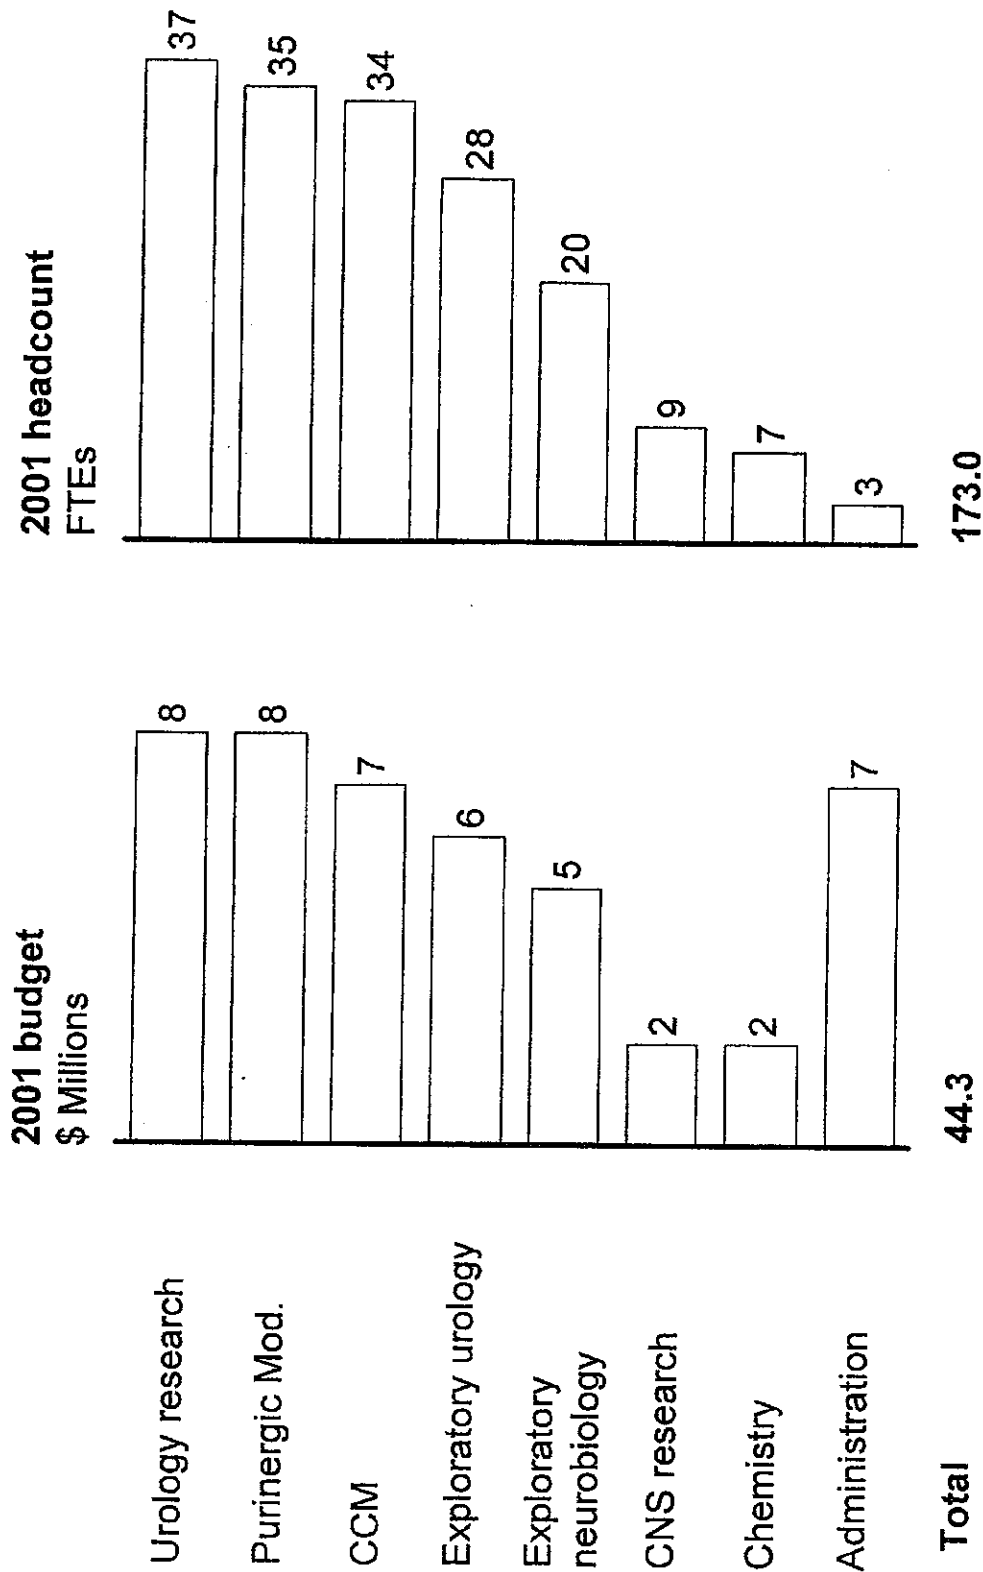 2001 budget
$ Millions
2001 headcount
FTEs
Urology research 8 37
Purinergic Mod. 8 35
CCM 7 34
Exploratory urology 6 28
Exploratory
neurobiology 5 20
CNS research 2 9
Chemistry 2 7
Administration 7 3
Total 44.3 173.0